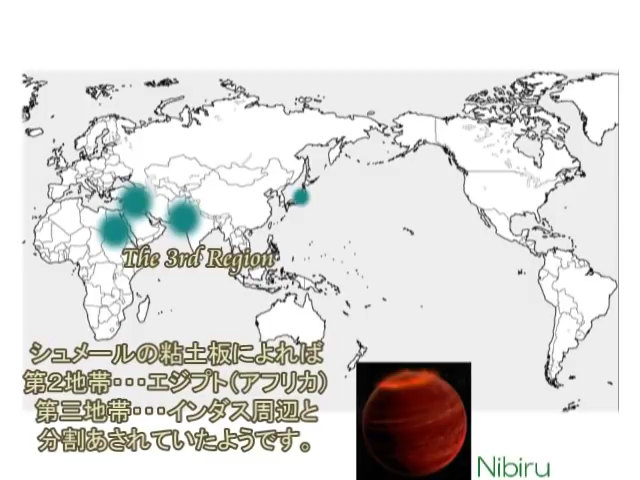 The 3rd Region
シュメールの粘土板によれば
第２地帯・・・エジプト（アフリカ）
第三地帯・・・インダス周辺と
分割あされていたようです。
Nibiru